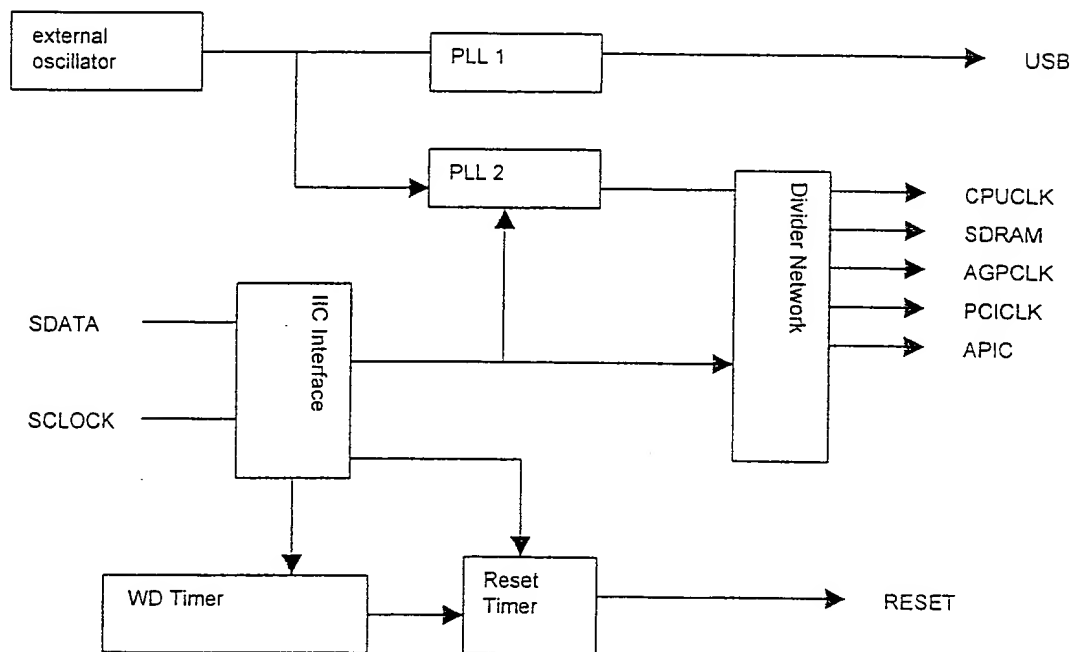 external
oscillator
PLL 1
USB
PLL 2
Divider Network
CPUCLK
SDRAM
AGPCLK
PCICLK
APIC
IIC Interface
SDATA
SCLOCK
WD Timer
Reset
Timer
RESET